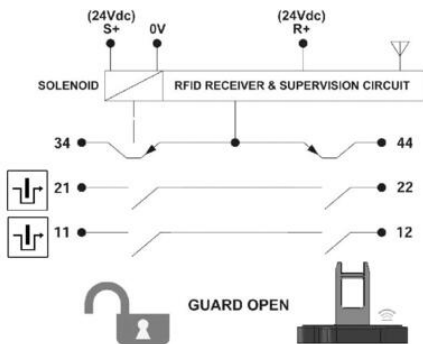 (24Vdc) (24Vdc)
S+ 0V R+
SOLENOID RFID RECEIVER & SUPERVISION CIRCUIT
34 44
21 22
11 12
GUARD OPEN